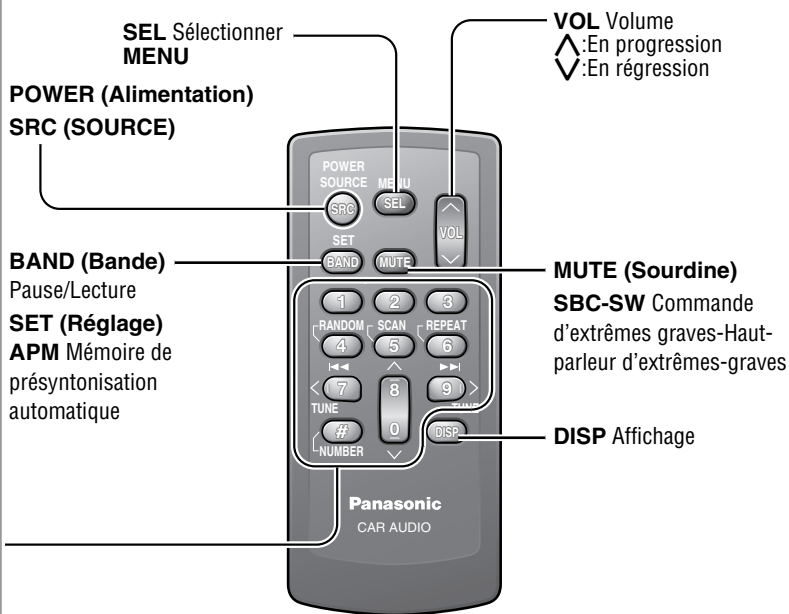 SEL Sélectionner
MENU
VOL Volume
:En progression
:En régression
POWER (Alimentation)
SRC (SOURCE)
POWER
SOURCE MENU
SRC SEL
VOL
SET
BAND MUTE
BAND (Bande)
Pause/Lecture
SET (Réglage)
APM Mémoire de
présyntonisation
automatique
MUTE (Sourdine)
SBC-SW Commande
d'extrêmes graves-Haut-
parleur d'extrêmes-graves
1 2 3
RANDOM SCAN REPEAT
4 5 6
7 8 9
TUNE TUNE
# 0 DISP
NUMBER
DISP Affichage
Panasonic
CAR AUDIO